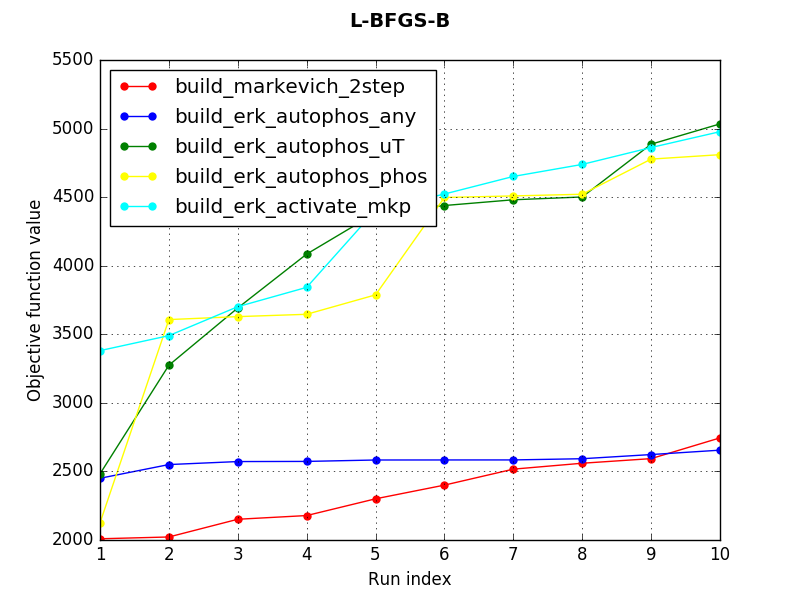 L-BFGS-B
5500
5000
4500
4000
3500
3000
2500
2000
Objective function value
build_markevich_2step
build_erk_autophos_any
build_erk_autophos_uT
build_erk_autophos_phos
build_erk_activate_mkp
1 2 3 4 5 6 7 8 9 10
Run index